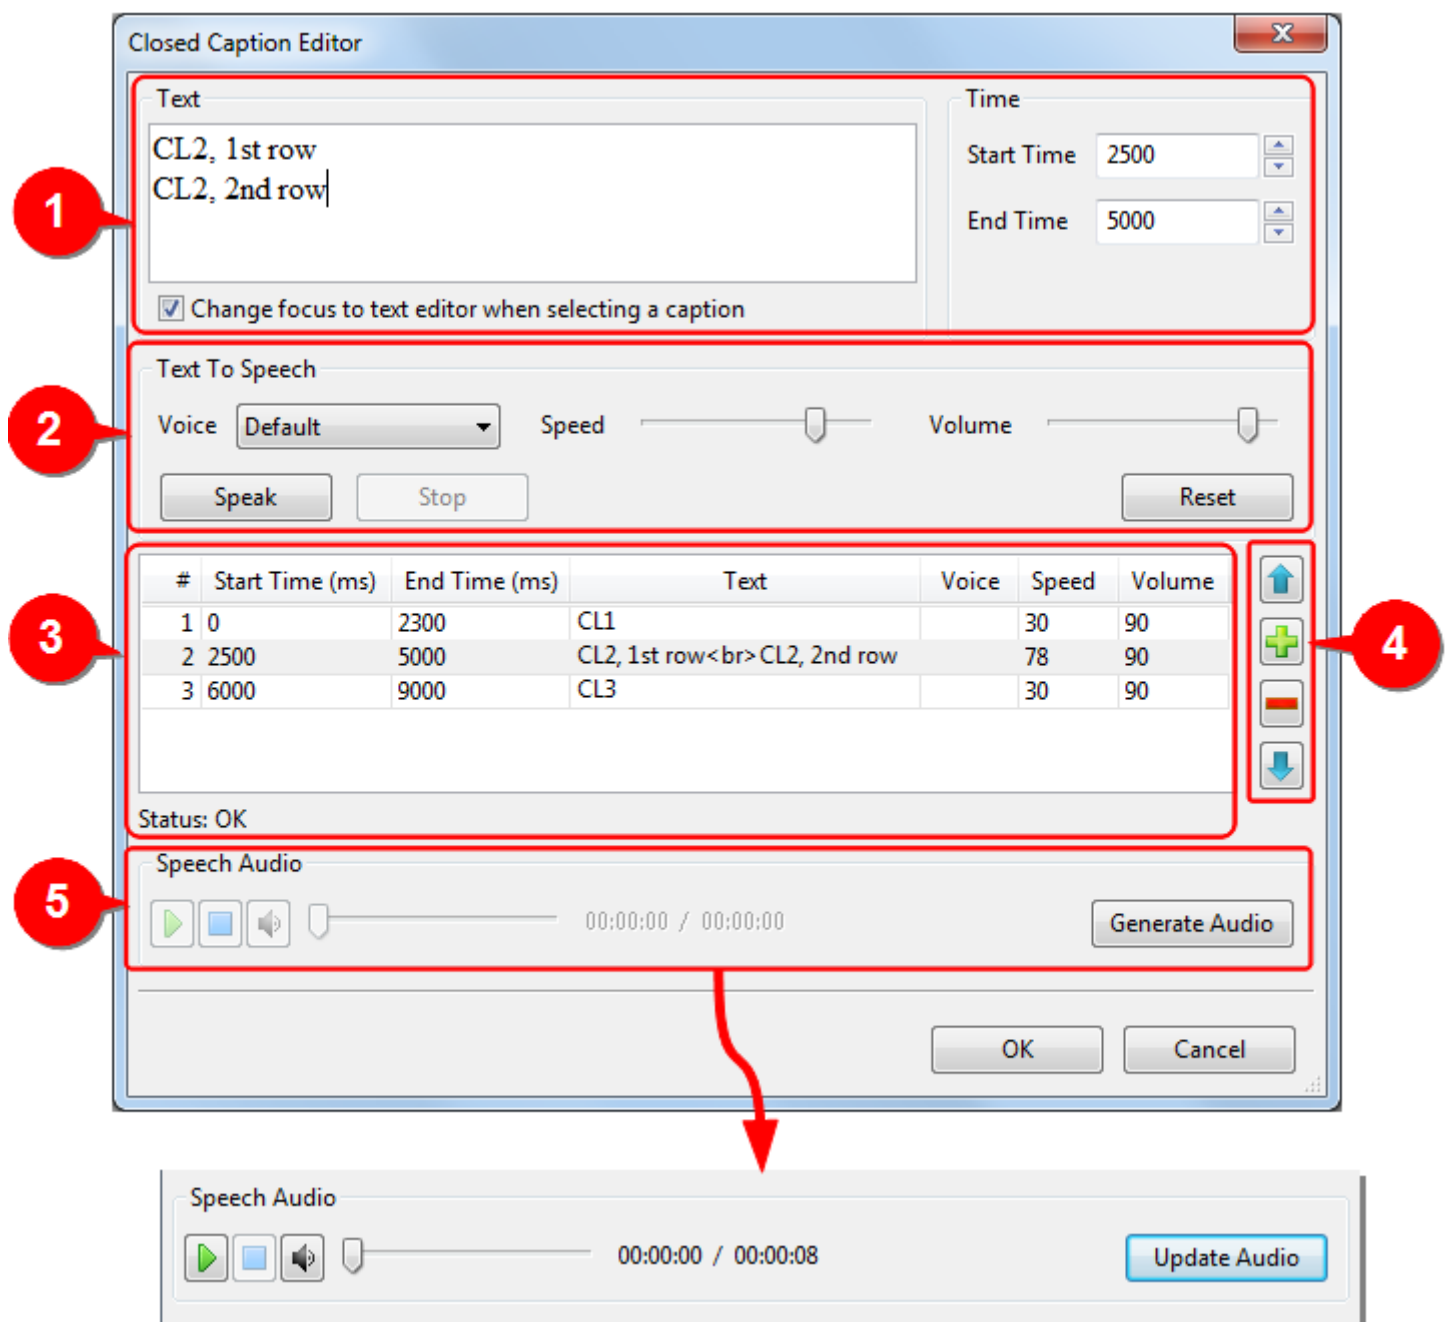 Closed Caption Editor
Text
Time
CL2, 1st row
CL2, 2nd row
Start Time 2500
End Time 5000
Change focus to text editor when selecting a caption
1
Text To Speech
Voice Default Speed Volume
Speak Stop Reset
2
# Start Time (ms) End Time (ms) Text Voice Speed Volume
1 0 2300 CL1 30 90
2 2500 5000 CL2, 1st row<br>CL2, 2nd row 78 90
3 6000 9000 CL3 30 90
Status: OK
3
4
Speech Audio
00:00:00 / 00:00:00 Generate Audio
5
OK Cancel
Speech Audio
00:00:00 / 00:00:08 Update Audio